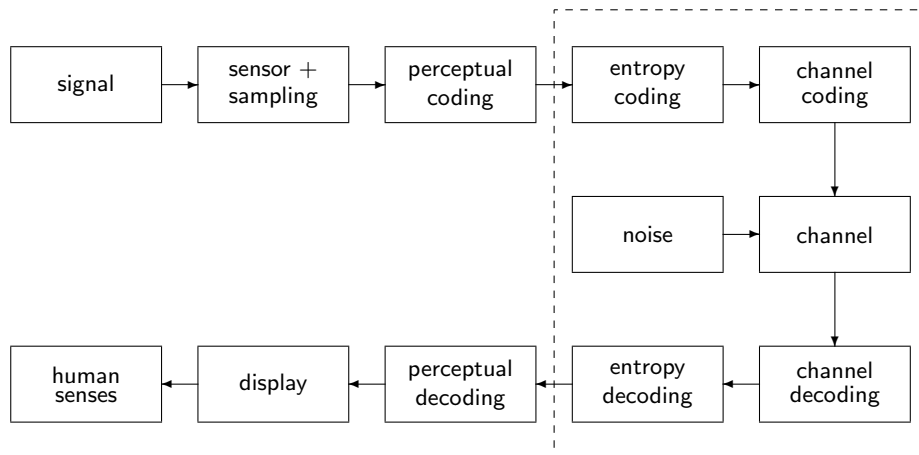 signal
sensor +
sampling
perceptual
coding
entropy
coding
channel
coding
noise
channel
human
senses
display
perceptual
decoding
entropy
decoding
channel
decoding